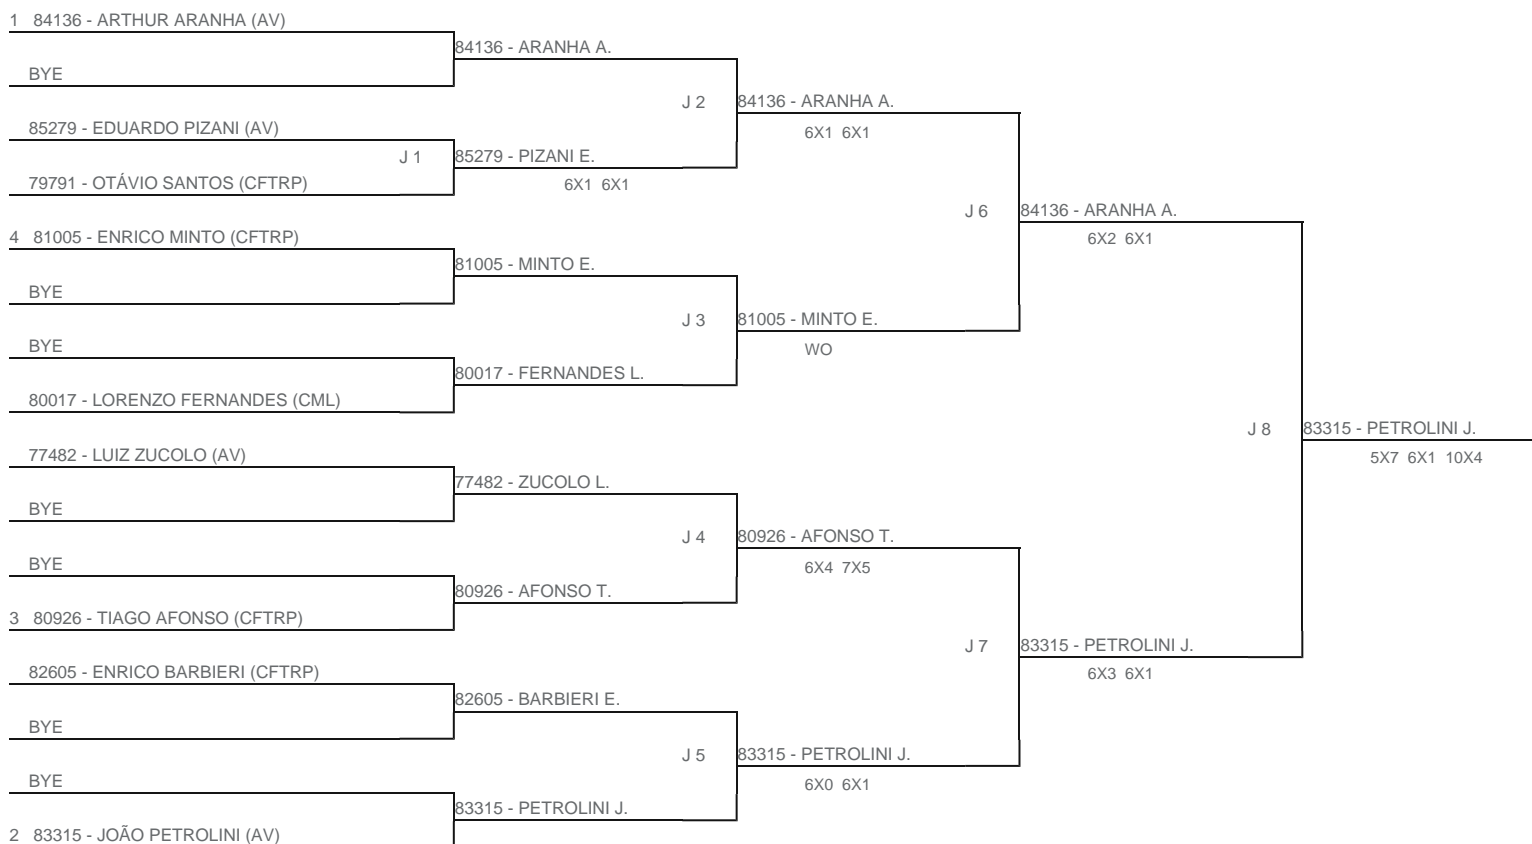 1 84136 - ARTHUR ARANHA (AV)
84136 - ARANHA A.
BYE
J 2
84136 - ARANHA A.
6X1 6X1
85279 - EDUARDO PIZANI (AV)
J 1
85279 - PIZANI E.
6X1 6X1
79791 - OTÁVIO SANTOS (CFTRP)
J 6
84136 - ARANHA A.
6X2 6X1
4 81005 - ENRICO MINTO (CFTRP)
81005 - MINTO E.
BYE
J 3
81005 - MINTO E.
WO
BYE
80017 - FERNANDES L.
80017 - LORENZO FERNANDES (CML)
J 8
83315 - PETROLINI J.
5X7 6X1 10X4
77482 - LUIZ ZUCOLO (AV)
77482 - ZUCOLO L.
BYE
J 4
80926 - AFONSO T.
6X4 7X5
BYE
80926 - AFONSO T.
3 80926 - TIAGO AFONSO (CFTRP)
J 7
83315 - PETROLINI J.
6X3 6X1
82605 - ENRICO BARBIERI (CFTRP)
82605 - BARBIERI E.
BYE
J 5
83315 - PETROLINI J.
6X0 6X1
BYE
83315 - PETROLINI J.
2 83315 - JOÃO PETROLINI (AV)